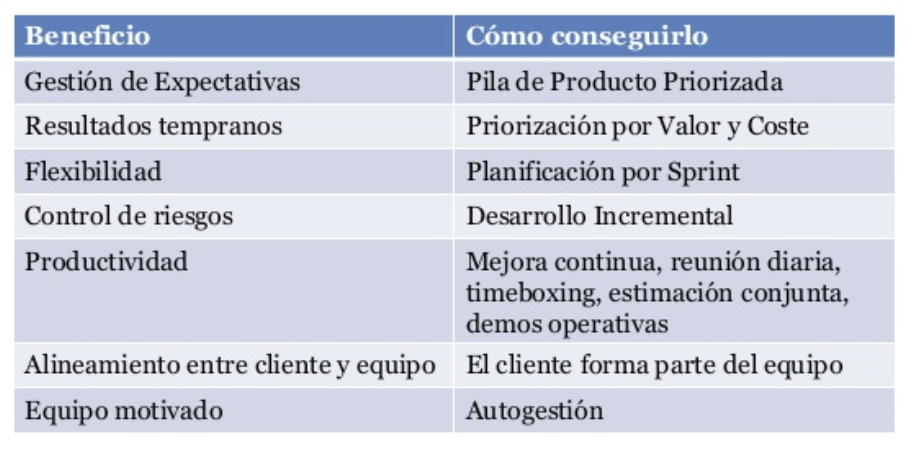 Beneficio Cómo conseguirlo
Gestión de Expectativas Pila de Producto Priorizada
Resultados tempranos Priorización por Valor y Coste
Flexibilidad Planificación por Sprint
Control de riesgos Desarrollo Incremental
Productividad Mejora continua, reunión diaria,
timeboxing, estimación conjunta,
demos operativas
Alineamiento entre cliente y equipo El cliente forma parte del equipo
Equipo motivado Autogestión